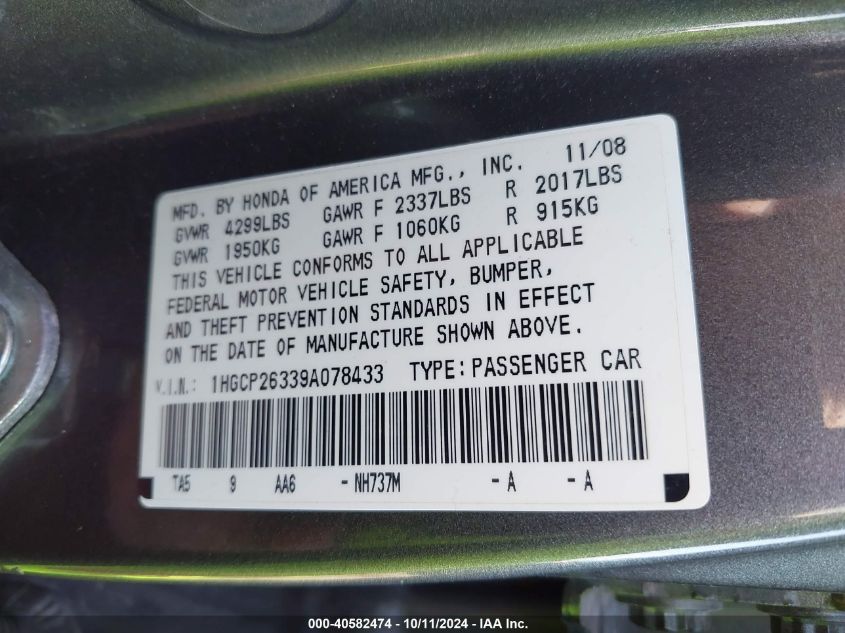 MFD. BY HONDA OF AMERICA MFG., INC. 11/08
GVWR 4299LBS GAWR F 2337LBS R 2017LBS
GVWR 1950KG GAWR F 1060KG R 915KG
THIS VEHICLE CONFORMS TO ALL APPLICABLE
FEDERAL MOTOR VEHICLE SAFETY, BUMPER,
AND THEFT PREVENTION STANDARDS IN EFFECT
ON THE DATE OF MANUFACTURE SHOWN ABOVE.
V.I.N.: 1HGCP26339A078433 TYPE: PASSENGER CAR
TA5 9 AA6 - NH737M - A - A
000-40582474 - 10/11/2024 - IAA Inc.